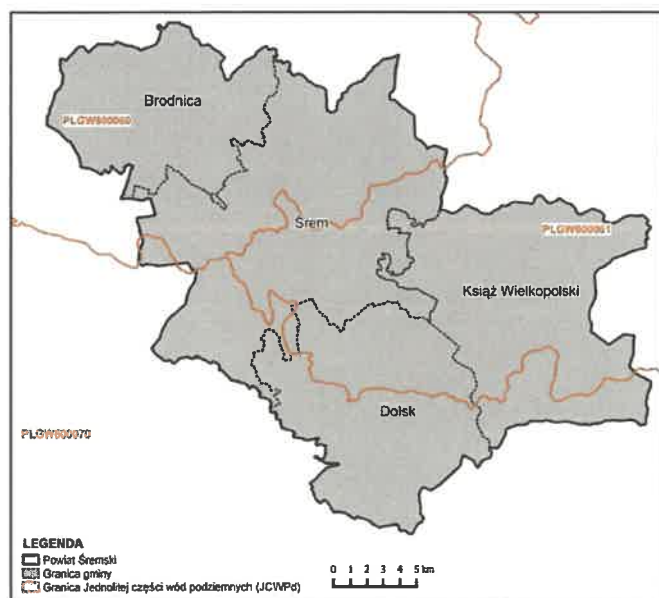 Brodnica
PLGW600060
Śrem
PLGW600061
Książ Wielkopolski
Dolsk
PLGW600070
LEGENDA
Powiat Śremski
Granica gminy
Granica Jednolitej części wód podziemnych (JCWPd)
0 1 2 3 4 5 km